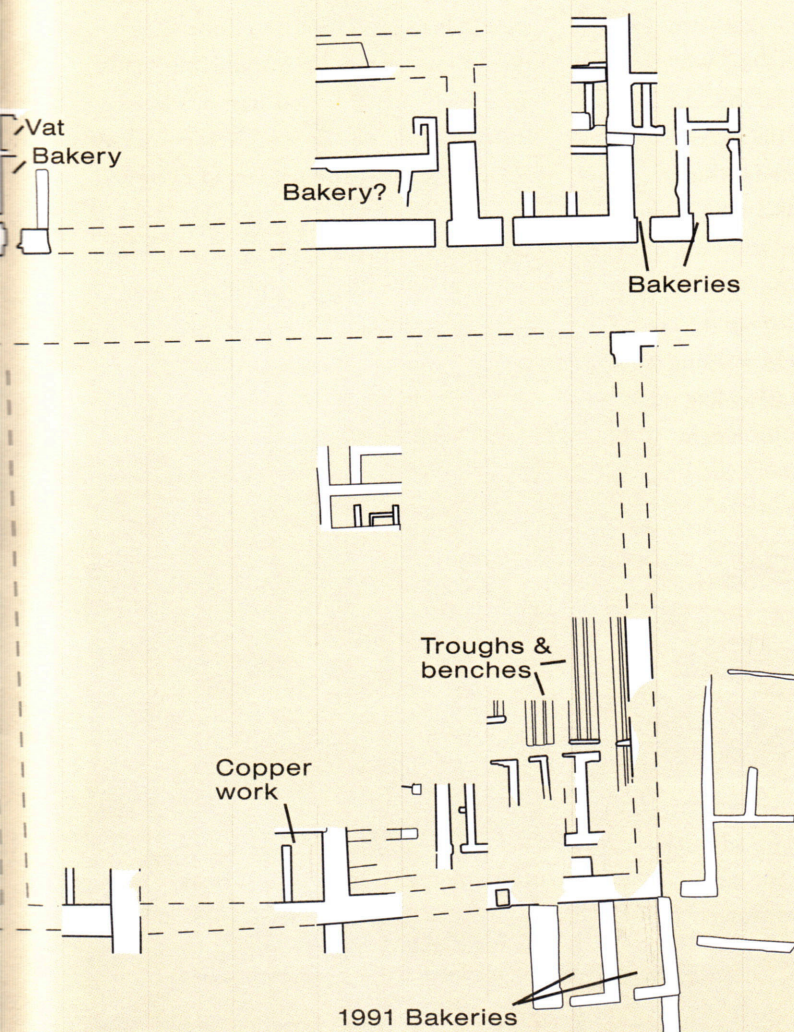 Vat
Bakery
Bakery?
Bakeries
Troughs &
benches
Copper
work
1991 Bakeries